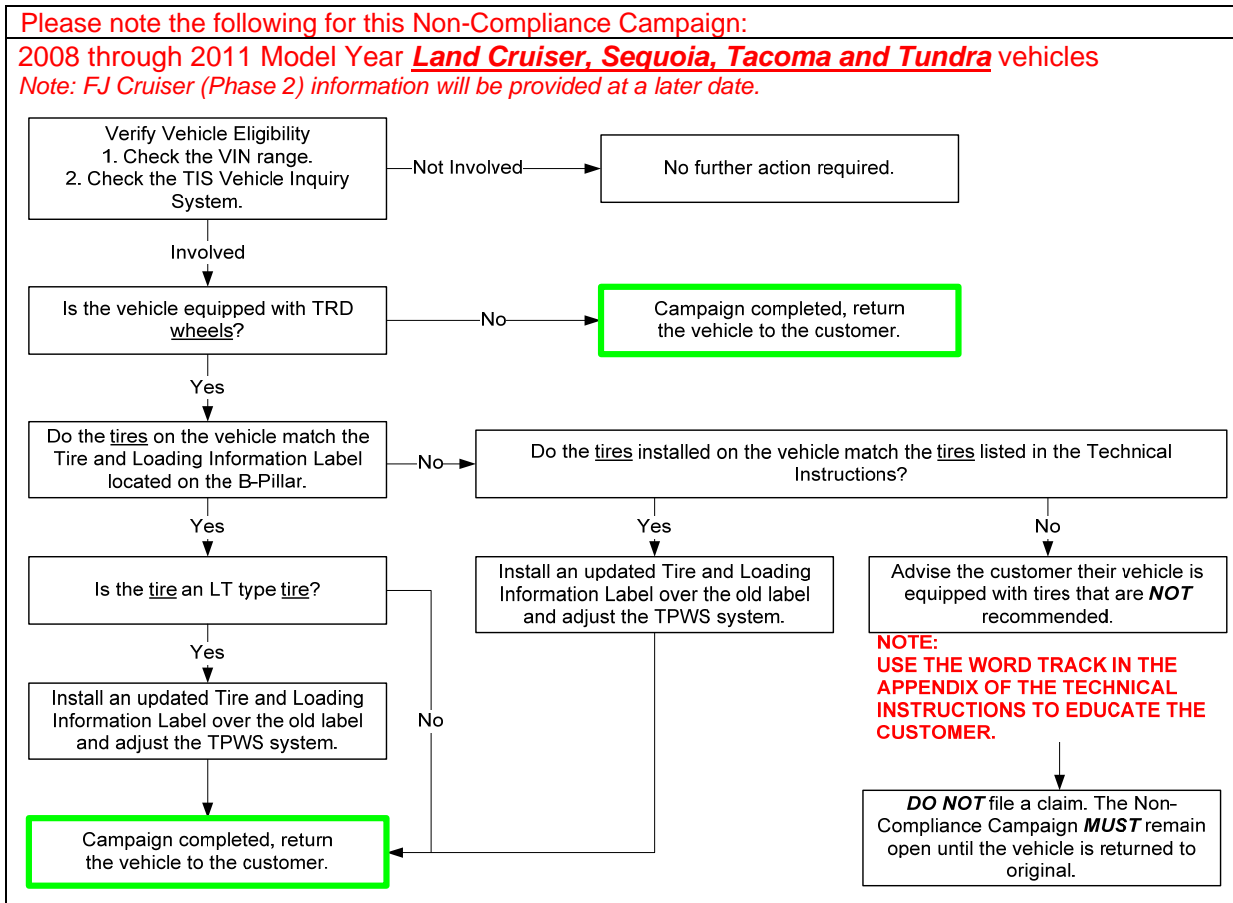 Please note the following for this Non-Compliance Campaign:
2008 through 2011 Model Year Land Cruiser, Sequoia, Tacoma and Tundra vehicles
Note: FJ Cruiser (Phase 2) information will be provided at a later date.
Verify Vehicle Eligibility
1. Check the VIN range.
2. Check the TIS Vehicle Inquiry
System.
Not Involved
No further action required.
Involved
Is the vehicle equipped with TRD
wheels?
No
Campaign completed, return
the vehicle to the customer.
Yes
Do the tires on the vehicle match the
Tire and Loading Information Label
located on the B-Pillar.
No
Do the tires installed on the vehicle match the tires listed in the Technical
Instructions?
Yes
Is the tire an LT type tire?
Yes
Install an updated Tire and Loading
Information Label over the old label
and adjust the TPWS system.
No
Advise the customer their vehicle is
equipped with tires that are NOT
recommended.
NOTE:
USE THE WORD TRACK IN THE
APPENDIX OF THE TECHNICAL
INSTRUCTIONS TO EDUCATE THE
CUSTOMER.
Yes
Install an updated Tire and Loading
Information Label over the old label
and adjust the TPWS system.
No
Campaign completed, return
the vehicle to the customer.
DO NOT file a claim. The Non-
Compliance Campaign MUST remain
open until the vehicle is returned to
original.